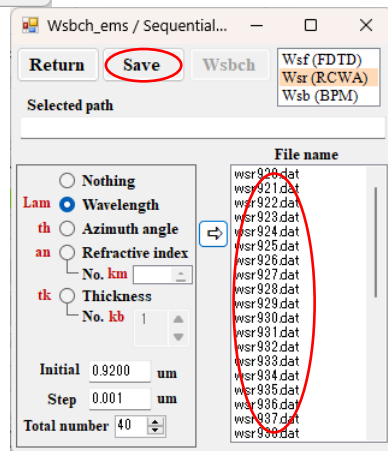 Wsbch_ems / Sequential...
Return Save Wsbch
Wsf (FDTD)
Wsr (RCWA)
Wsb (BPM)
Selected path
File name
Nothing
Lam Wavelength
th Azimuth angle
an Refractive index
No. km
tk Thickness
No. kb 1
Initial 0.9200 um
Step 0.001 um
Total number 40
wsr920.dat
wsr921.dat
wsr922.dat
wsr923.dat
wsr924.dat
wsr925.dat
wsr926.dat
wsr927.dat
wsr928.dat
wsr929.dat
wsr930.dat
wsr931.dat
wsr932.dat
wsr933.dat
wsr934.dat
wsr935.dat
wsr936.dat
wsr937.dat
wsr938.dat